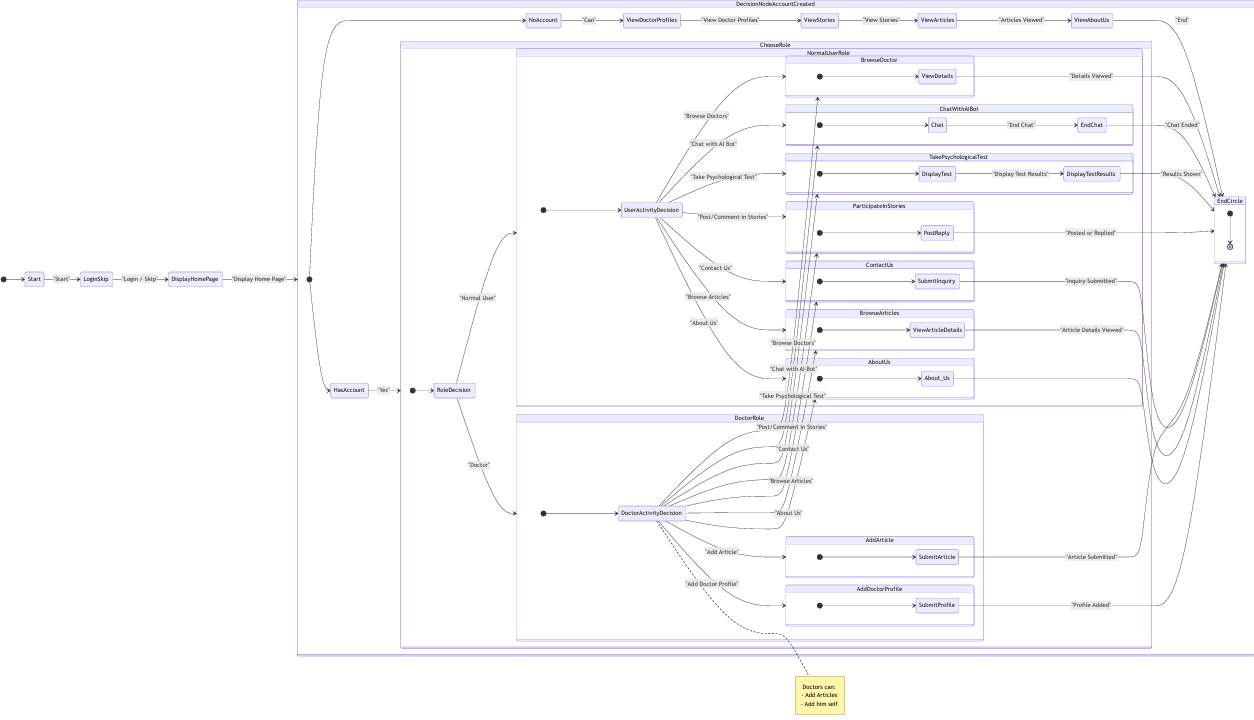 DecisionNodeAccountCreated
NoAccount
"Can"
ViewDoctorProfiles
"View Doctor Profiles"
ViewStories
"View Stories"
ViewArticles
"Articles Viewed"
ViewAboutUs
"End"
ChooseRole
NormalUserRole
BrowseDoctor
ViewDetails
"Details Viewed"
"Browse Doctors"
ChatWithAIBot
Chat
"End Chat"
EndChat
"Chat Ended"
"Chat with AI Bot"
TakePsychologicalTest
DisplayTest
"Display Test Results"
DisplayTestResults
"Results Shown"
"Take Psychological Test"
EndCircle
UserActivityDecision
"Post/Comment in Stories"
ParticipateInStories
PostReply
"Posted or Replied"
ContactUs
"Contact Us"
SubmitInquiry
"Inquiry Submitted"
Start
"Start"
LoginSkip
"Login / Skip"
DisplayHomePage
"Display Home Page"
"Normal User"
"Browse Articles"
BrowseArticles
"About Us"
ViewArticleDetails
"Article Details Viewed"
"Browse Doctors"
AboutUs
"Chat with AI Bot"
About_Us
HasAccount
"Yes"
RoleDecision
"Take Psychological Test"
DoctorRole
"Post/Comment in Stories"
"Contact Us"
"Doctor"
"Browse Articles"
DoctorActivityDecision
"About Us"
AddArticle
"Add Article"
SubmitArticle
"Article Submitted"
"Add Doctor Profile"
AddDoctorProfile
SubmitProfile
"Profile Added"
Doctors can:
- Add Articles
- Add him self